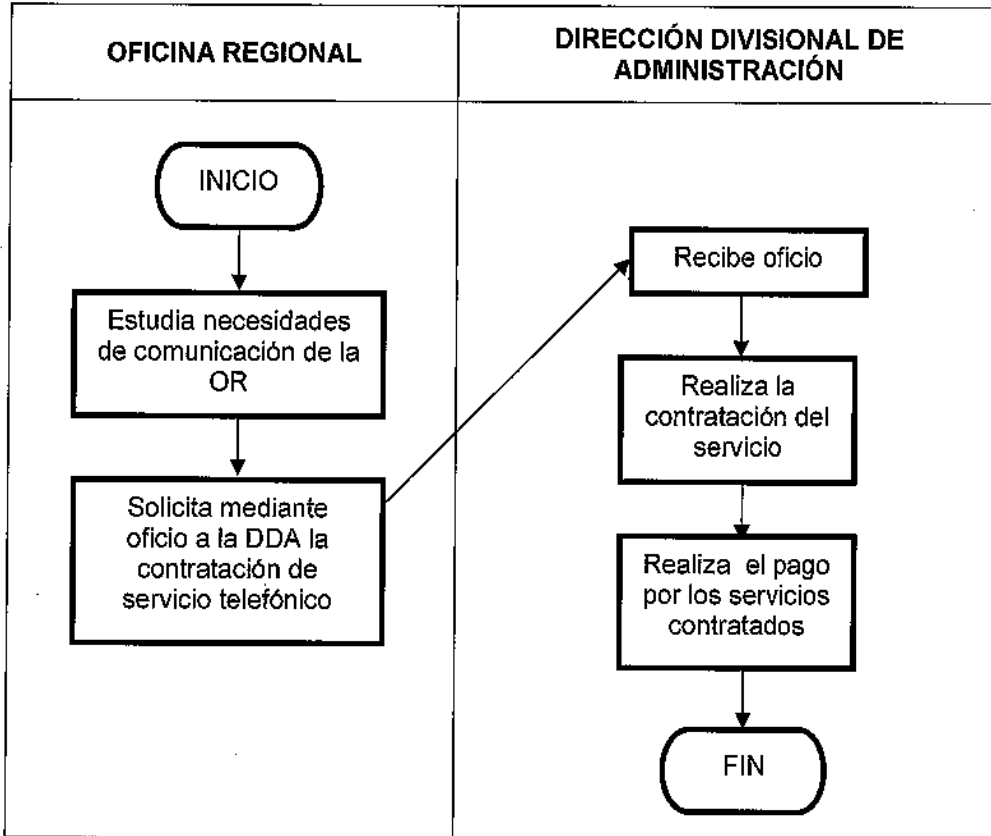 OFICINA REGIONAL
DIRECCIÓN DIVISIONAL DE
ADMINISTRACIÓN
INICIO
Estudia necesidades
de comunicación de la
OR
Solicita mediante
oficio a la DDA la
contratación de
servicio telefónico
Recibe oficio
Realiza la
contratación del
servicio
Realiza el pago
por los servicios
contratados
FIN